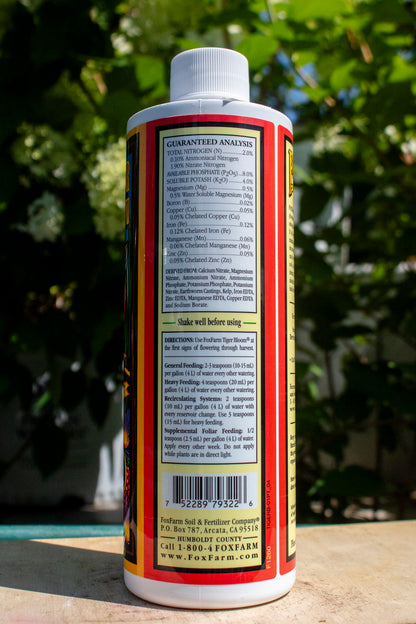 GUARANTEED ANALYSIS
TOTAL NITROGEN (N) 2.0%
0.10% Ammoniacal Nitrogen
1.90% Nitrate Nitrogen
AVAILABLE PHOSPHATE (P2O5) 8.0%
SOLUBLE POTASH (K2O) 4.0%
Magnesium (Mg) 0.5%
0.5% Water Soluble Magnesium (Mg)
Boron (B) 0.02%
Copper (Cu) 0.05%
0.05% Chelated Copper (Cu)
Iron (Fe) 0.12%
0.12% Chelated Iron (Fe)
Manganese (Mn) 0.06%
0.06% Chelated Manganese (Mn)
Zinc (Zn) 0.05%
0.05% Chelated Zinc (Zn)
DERIVED FROM: Calcium Nitrate, Magnesium
Nitrate, Ammonium Nitrate, Ammonium
Phosphate, Potassium Phosphate, Potassium
Nitrate, Earthworm Castings, Kelp, Iron EDTA,
Zinc EDTA, Manganese EDTA, Copper EDTA
and Sodium Borate.
Shake well before using
DIRECTIONS: Use FoxFarm Tiger Bloom® at
the first signs of flowering through harvest.
General Feeding: 2-3 teaspoons (10-15 mL)
per gallon (4 L) of water every other watering.
Heavy Feeding: 4 teaspoons (20 mL) per
gallon (4 L) of water every other watering.
Recirculating Systems: 2 teaspoons
(10 mL) per gallon (4 L) of water with
every reservoir change. Use 3 teaspoons
(15 mL) for heavy feeding.
Supplemental Foliar Feeding: 1/2
teaspoon (2.5 mL) per gallon (4 L) of water.
Apply every other week. Do not apply
while plants are in direct light.
7 52289 79322 6
FoxFarm Soil & Fertilizer Company®
P.O. Box 787, Arcata, CA 95518
HUMBOLDT COUNTY
Call 1-800-4 FOXFARM
www.FoxFarm.com